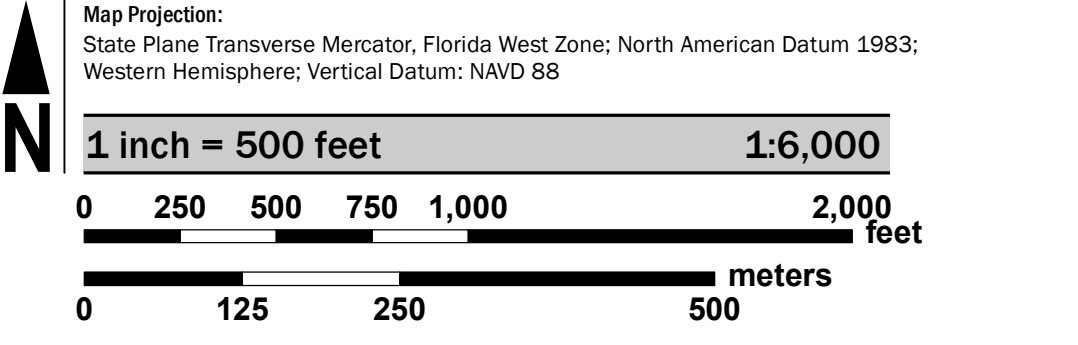 Map Projection:
State Plane Transverse Mercator, Florida West Zone; North American Datum 1983;
Western Hemisphere; Vertical Datum: NAVD 88
N
1 inch = 500 feet 1:6,000
0 250 500 750 1,000 2,000
feet
meters
0 125 250 500